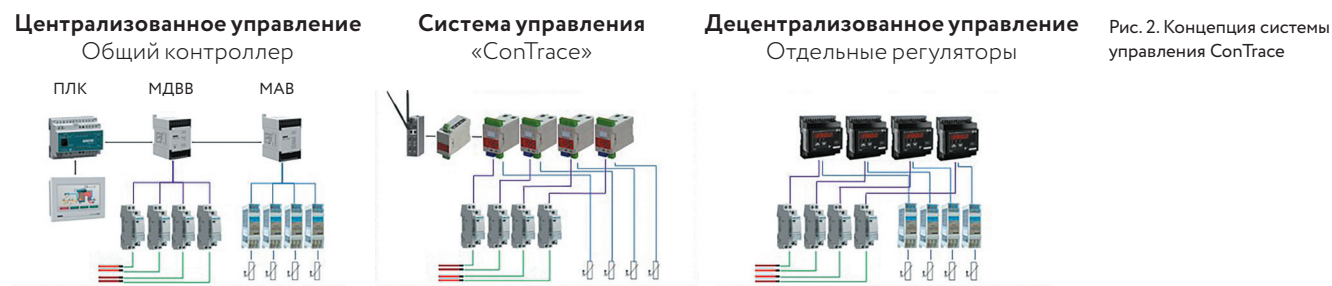 Централизованное управление
Общий контроллер
ПЛК
МДВВ
МАВ
Система управления
«ConTrace»
Децентрализованное управление
Отдельные регуляторы
Рис. 2. Концепция системы
управления ConTrace